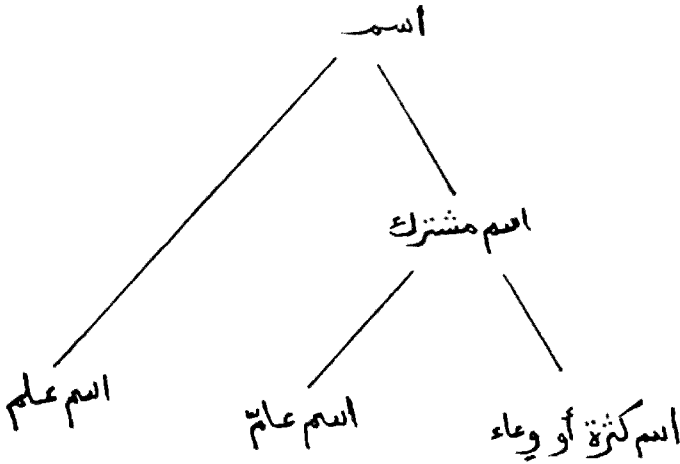 اسم
اسم مشترك
اسم علم
اسم عامّ
اسم كثرة أو وعاء